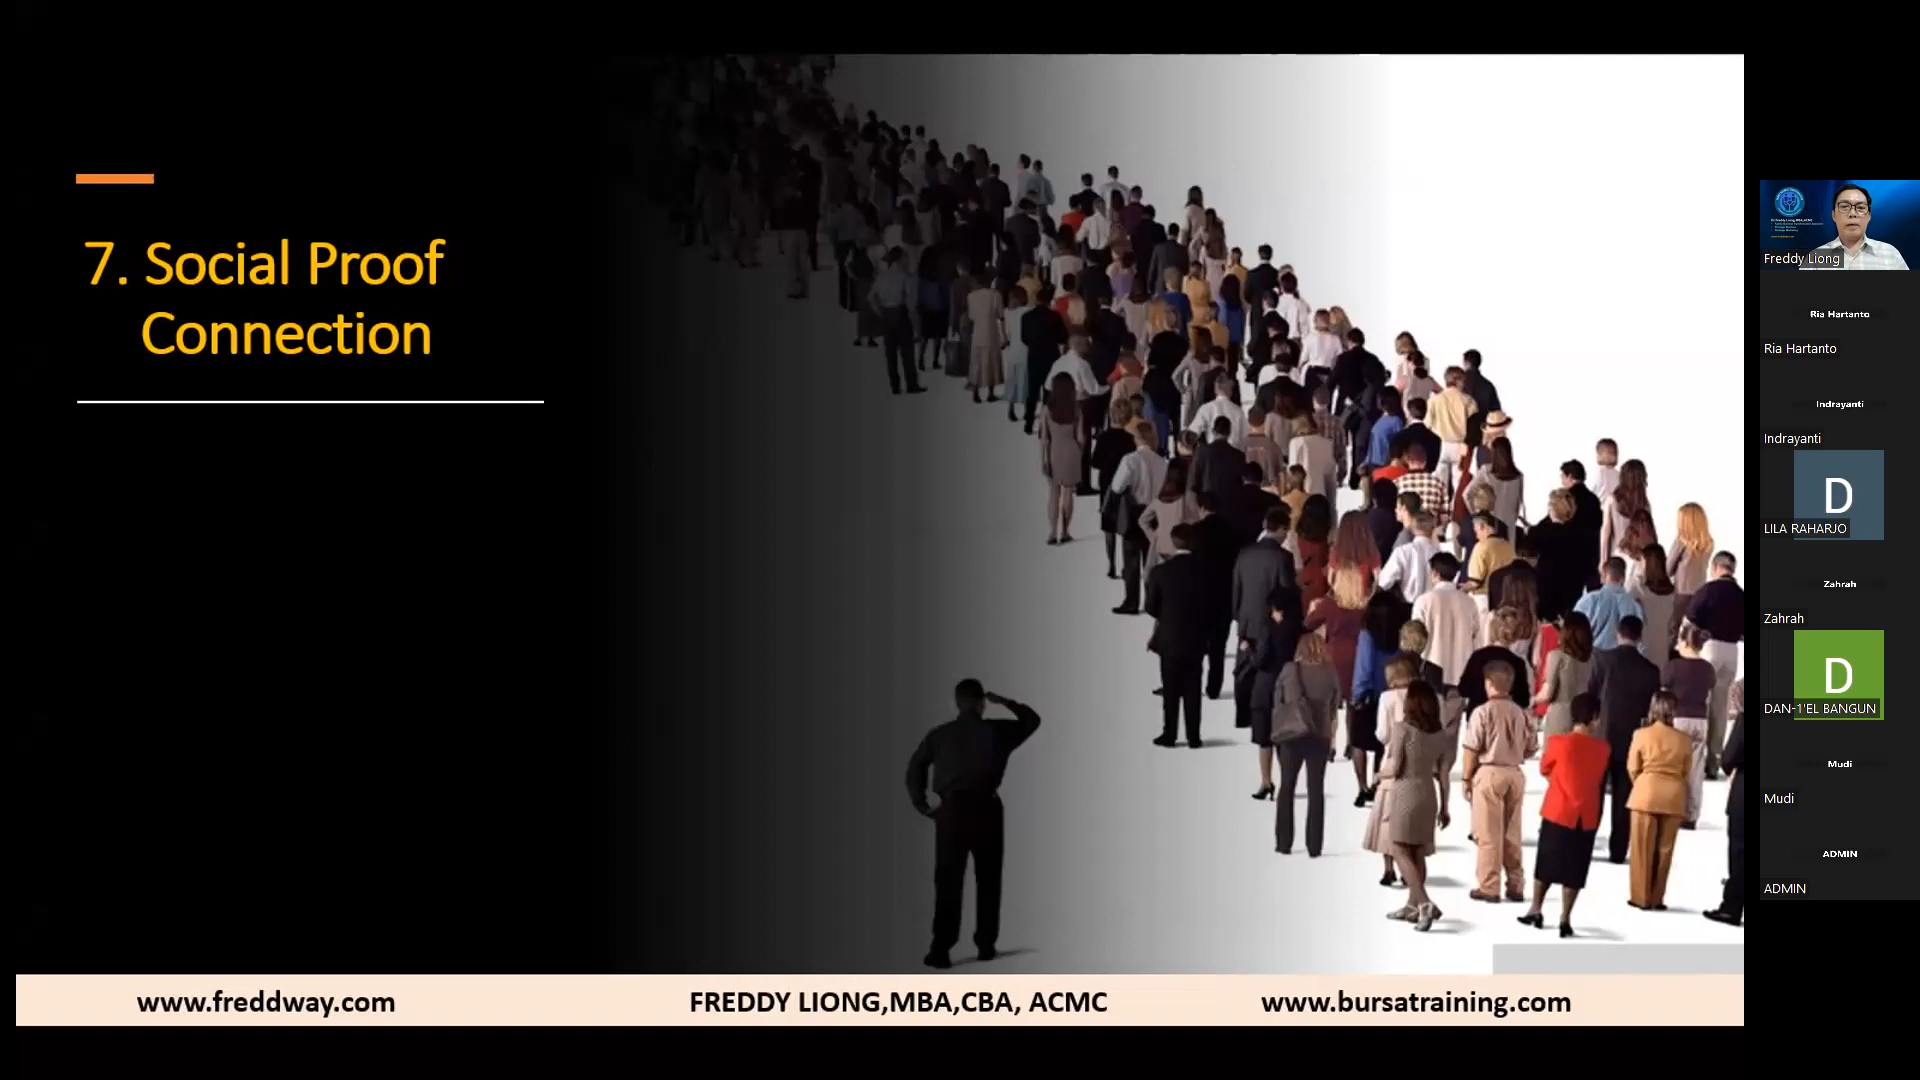 7. Social Proof
Connection
www.freddway.com
FREDDY LIONG,MBA,CBA, ACMC
www.bursatraining.com
Freddy Liong
Ria Hartanto
Ria Hartanto
Indrayanti
Indrayanti
D
LILA RAHARJO
Zahrah
Zahrah
D
DAN-1'EL BANGUN
Mudi
Mudi
ADMIN
ADMIN